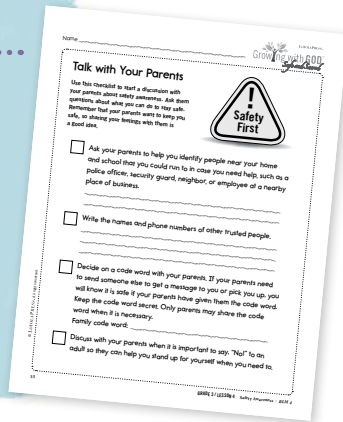 Name
LOYOLA PRESS.
Growing with GOD
Talk with Your Parents
Use this checklist to start a discussion with
your parents about safety awareness. Ask them
questions about what you can do to stay safe.
Remember that your parents want to keep you
safe, so sharing your feelings with them is
a good idea.
!
Safety
First
Ask your parents to help you identify people near your home
and school that you could run to in case you need help, such as a
police officer, security guard, neighbor, or employee at a nearby
place of business.
Write the names and phone numbers of other trusted people.
Decide on a code word with your parents. If your parents need
to send someone else to get a message to you or pick you up, you
will know it is safe if your parents have given them the code word.
Keep the code word secret. Only parents may share the code
word when it is necessary.
Family code word:
Discuss with your parents when it is important to say, "No!" to an
adult so they can help you stand up for yourself when you need to.
GRADE 3 / LESSON 4 Safety Awareness